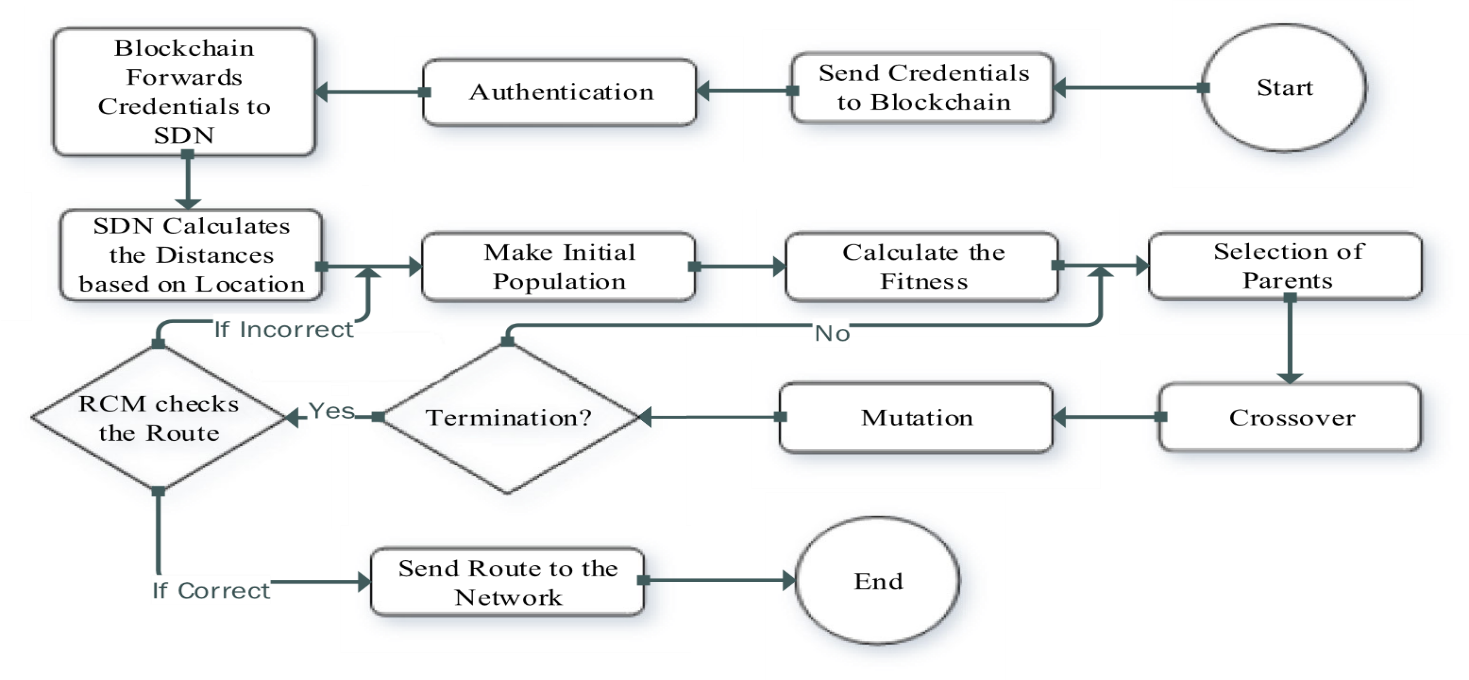 Start
Send Credentials
to Blockchain
Authentication
Blockchain
Forwards
Credentials to
SDN
SDN Calculates
the Distances
based on Location
Make Initial
Population
Calculate the
Fitness
Selection of
Parents
Crossover
Mutation
Termination?
No
Yes
RCM checks
the Route
If Incorrect
If Correct
Send Route to the
Network
End